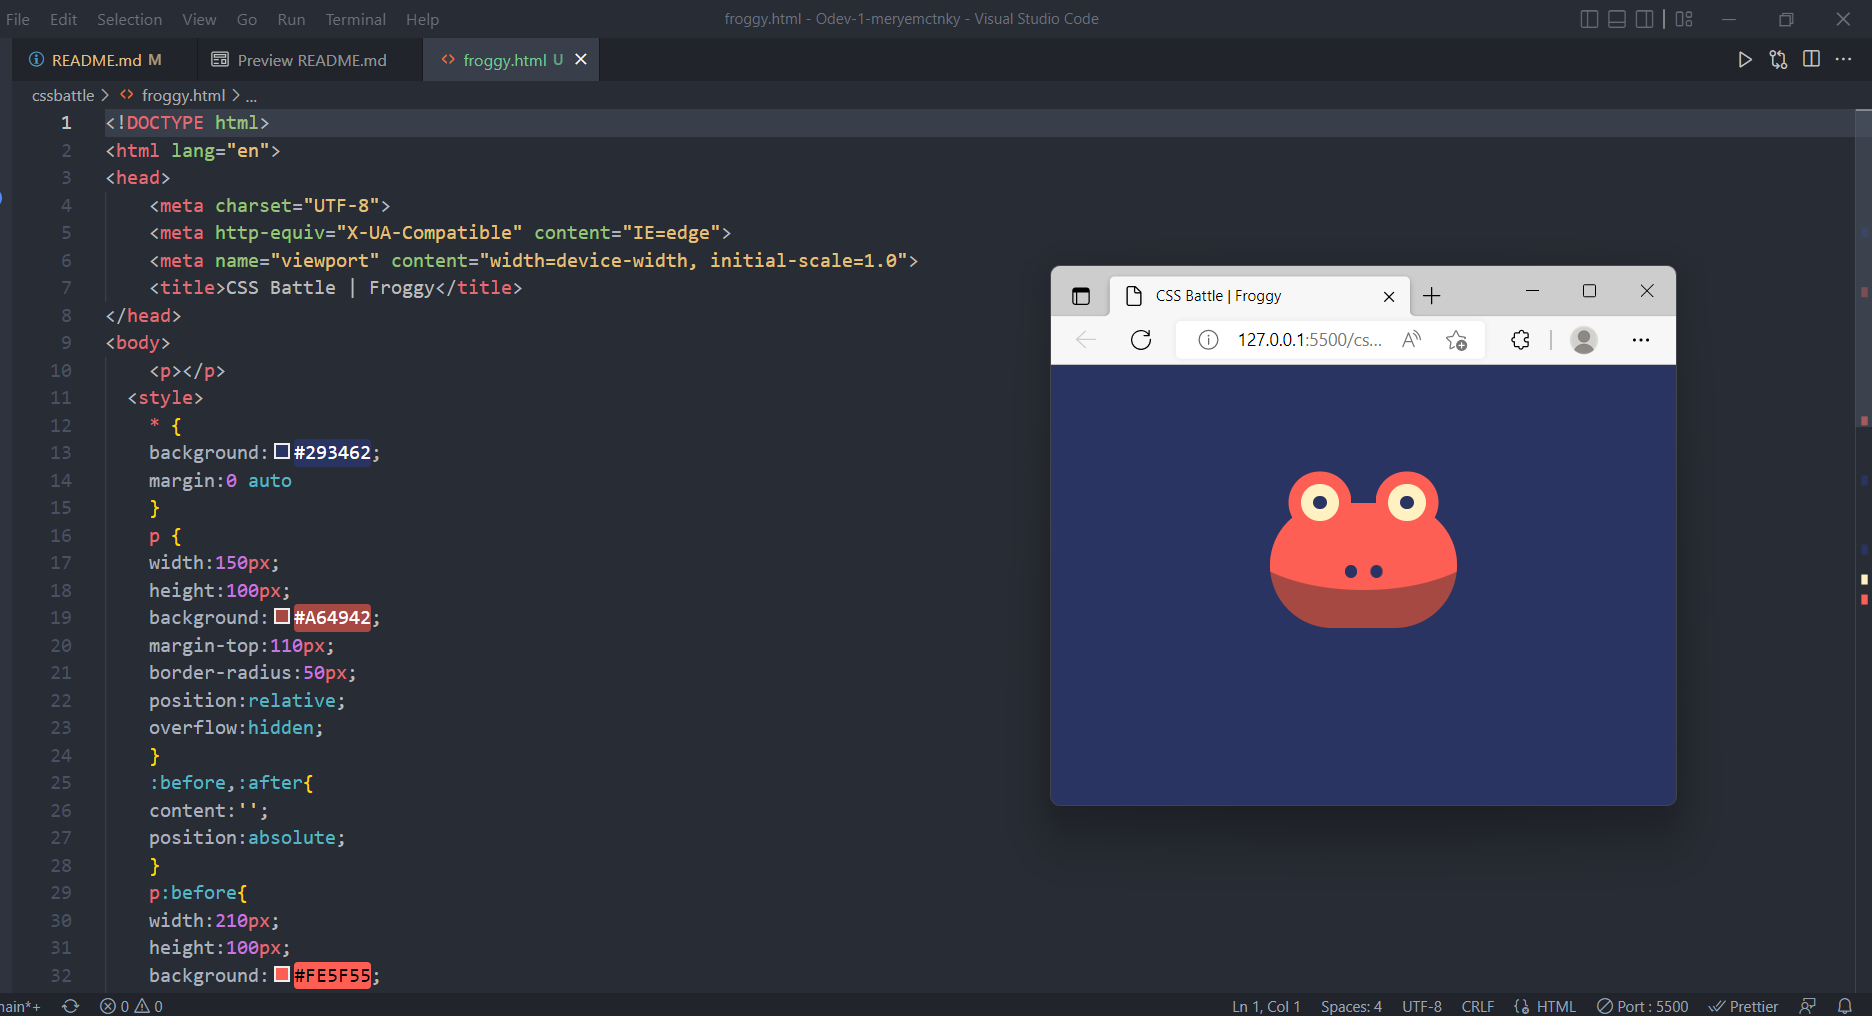 File Edit Selection View Go Run Terminal Help froggy.html - Odev-1-meryemctnky - Visual Studio Code
README.md M Preview README.md froggy.html U
cssbattle > froggy.html > ...
1 <!DOCTYPE html>
2 <html lang="en">
3 <head>
4 <meta charset="UTF-8">
5 <meta http-equiv="X-UA-Compatible" content="IE=edge">
6 <meta name="viewport" content="width=device-width, initial-scale=1.0">
7 <title>CSS Battle | Froggy</title>
8 </head>
9 <body>
10 <p></p>
11 <style>
12 * {
13 background:#293462;
14 margin:0 auto
15 }
16 p {
17 width:150px;
18 height:100px;
19 background:#A64942;
20 margin-top:110px;
21 border-radius:50px;
22 position:relative;
23 overflow:hidden;
24 }
25 :before,:after{
26 content:'';
27 position:absolute;
28 }
29 p:before{
30 width:210px;
31 height:100px;
32 background:#FE5F55;
CSS Battle | Froggy
127.0.0.1:5500/cs...
main*+ 0 0 Ln 1, Col 1 Spaces: 4 UTF-8 CRLF HTML Port : 5500 Prettier